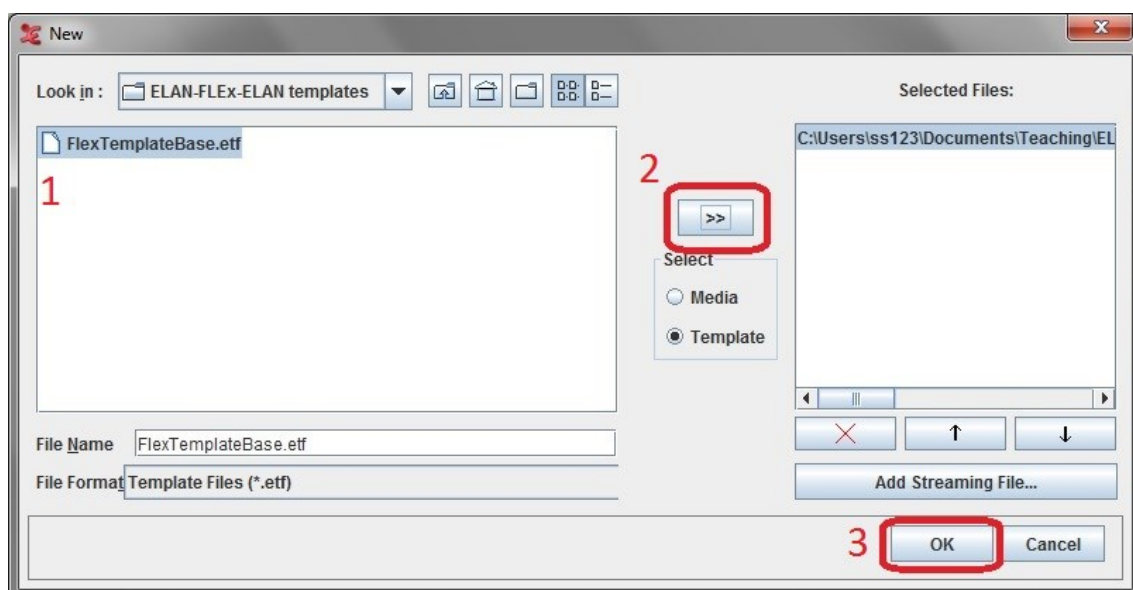 New
x
Look in : ELAN-FLEx-ELAN templates
Selected Files:
FlexTemplateBase.etf
C:\Users\ss123\Documents\Teaching\EL
1
2
>>
Select
Media
Template
File Name FlexTemplateBase.etf
File Format Template Files (*.etf)
Add Streaming File...
3
OK
Cancel